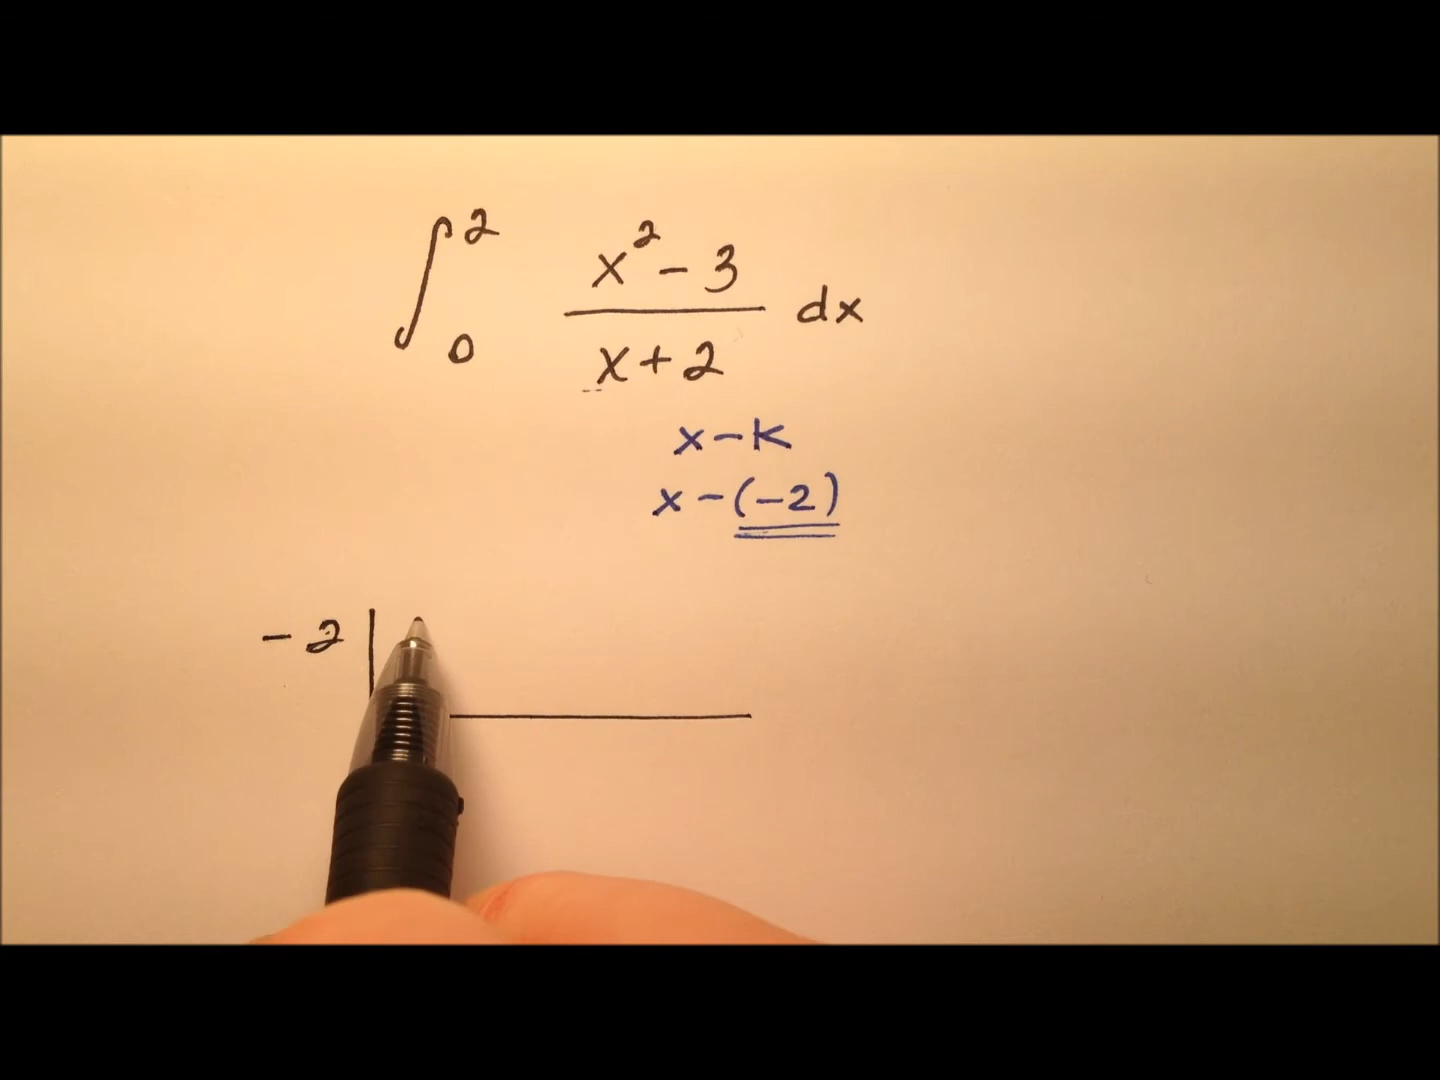 ∫₀² (x² - 3)/(x + 2) dx
x - K
x - (-2)
-2